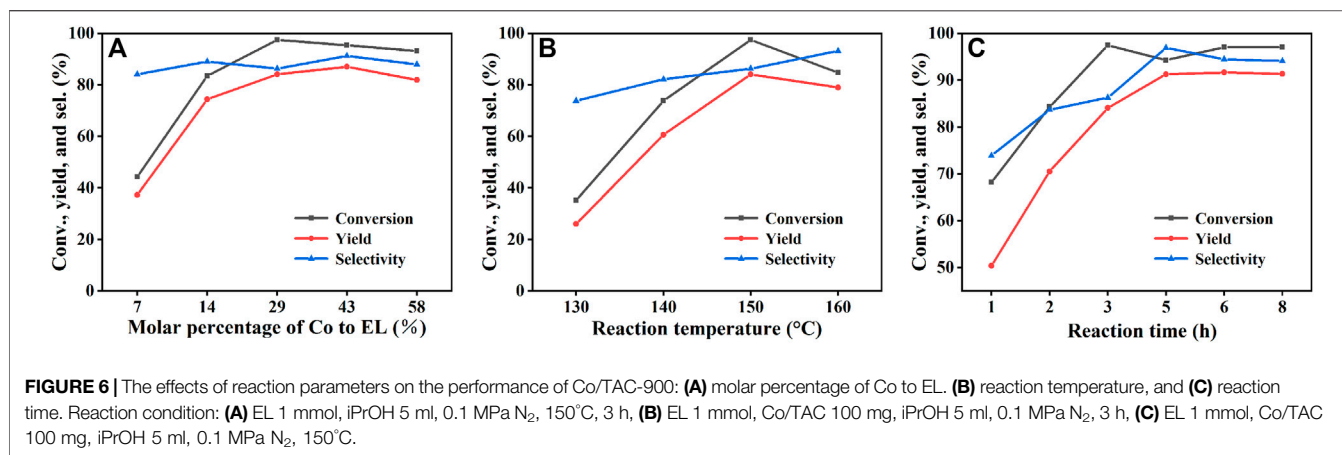 A
Conv., yield, and sel. (%)
100
80
60
40
20
0
Conversion
Yield
Selectivity
7 14 29 43 58
Molar percentage of Co to EL (%)
B
Conv., yield, and sel. (%)
100
80
60
40
20
0
Conversion
Yield
Selectivity
130 140 150 160
Reaction temperature (°C)
C
Conv., yield, and sel. (%)
100
90
80
70
60
50
Conversion
Yield
Selectivity
1 2 3 5 6 8
Reaction time (h)
FIGURE 6 | The effects of reaction parameters on the performance of Co/TAC-900: (A) molar percentage of Co to EL. (B) reaction temperature, and (C) reaction
time. Reaction condition: (A) EL 1 mmol, iPrOH 5 ml, 0.1 MPa N₂, 150°C, 3 h, (B) EL 1 mmol, Co/TAC 100 mg, iPrOH 5 ml, 0.1 MPa N₂, 3 h, (C) EL 1 mmol, Co/TAC
100 mg, iPrOH 5 ml, 0.1 MPa N₂, 150°C.